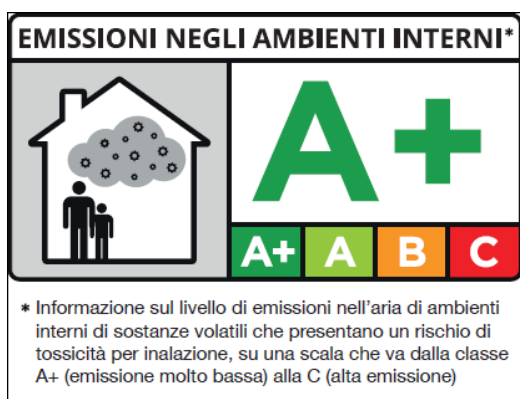 EMISSIONI NEGLI AMBIENTI INTERNI*
A+
A+ A B C
* Informazione sul livello di emissioni nell'aria di ambienti
interni di sostanze volatili che presentano un rischio di
tossicità per inalazione, su una scala che va dalla classe
A+ (emissione molto bassa) alla C (alta emissione)